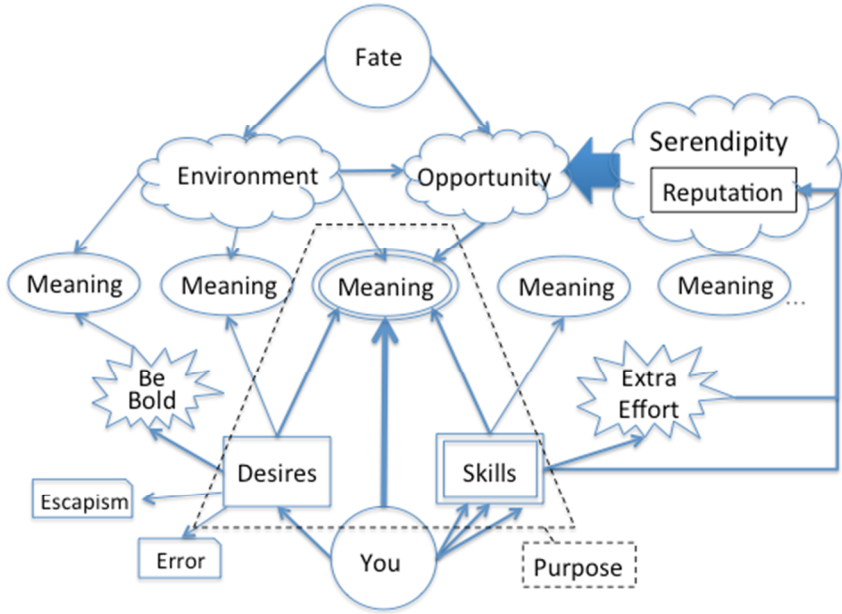 Fate
Environment
Opportunity
Serendipity
Reputation
Meaning
Meaning
Meaning
Meaning
Meaning
...
Be
Bold
Extra
Effort
Desires
Skills
Escapism
Error
You
Purpose